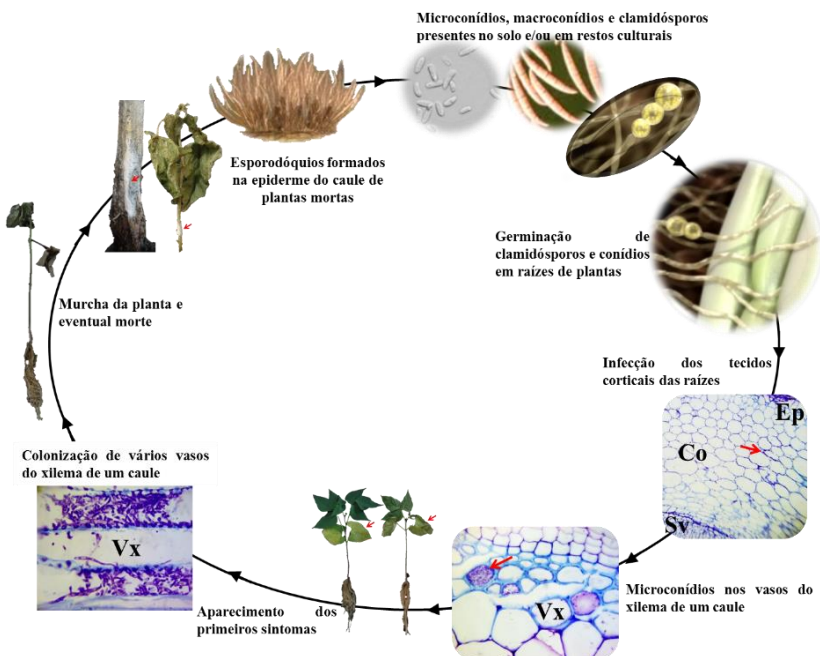 Microconídios, macroconídios e clamidósporos
presentes no solo e/ou em restos culturais
Esporodóquios formados
na epiderme do caule de
plantas mortas
Germinação de
clamidósporos e conídios
em raízes de plantas
Murcha da planta e
eventual morte
Infecção dos tecidos
corticais das raízes
Ep
Co
Sv
Colonização de vários vasos
do xilema de um caule
Vx
Vx
Microconídios nos vasos do
xilema de um caule
Aparecimento dos
primeiros sintomas